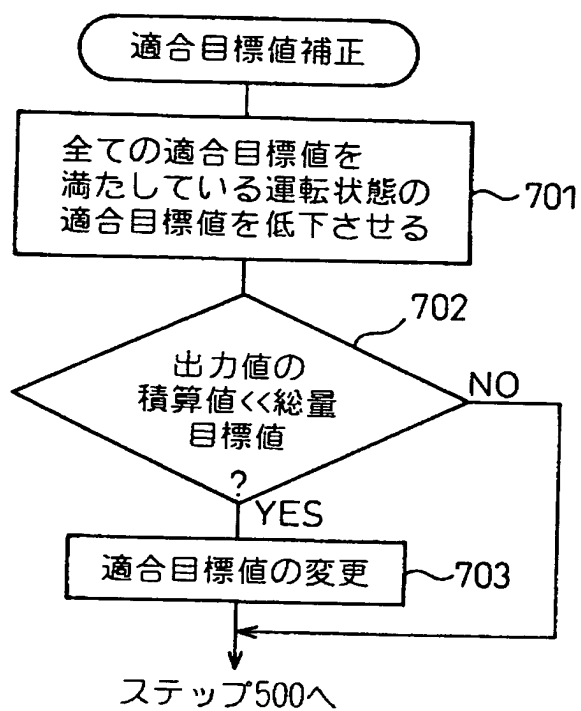 適合目標値補正
全ての適合目標値を
満たしている運転状態の
適合目標値を低下させる
701
702
出力値の
積算値<<総量
目標値
?
NO
YES
適合目標値の変更
703
ステップ500へ